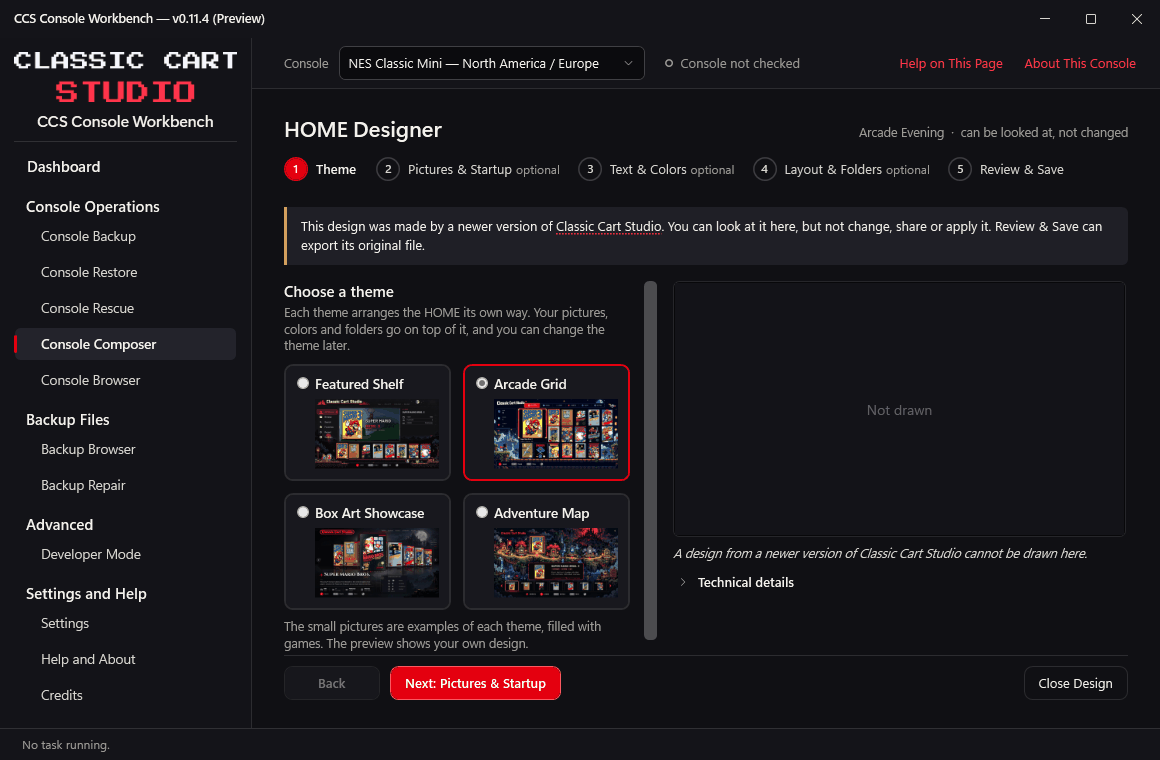 CCS Console Workbench — v0.11.4 (Preview)
CLASSIC CART
STUDIO
CCS Console Workbench
Dashboard
Console Operations
Console Backup
Console Restore
Console Rescue
Console Composer
Console Browser
Backup Files
Backup Browser
Backup Repair
Advanced
Developer Mode
Settings and Help
Settings
Help and About
Credits
Console
NES Classic Mini — North America / Europe
Console not checked
Help on This Page
About This Console
HOME Designer
Arcade Evening · can be looked at, not changed
1 Theme
2 Pictures & Startup optional
3 Text & Colors optional
4 Layout & Folders optional
5 Review & Save
This design was made by a newer version of Classic Cart Studio. You can look at it here, but not change, share or apply it. Review & Save can
export its original file.
Choose a theme
Each theme arranges the HOME its own way. Your pictures,
colors and folders go on top of it, and you can change the
theme later.
Featured Shelf
Arcade Grid
Box Art Showcase
Adventure Map
The small pictures are examples of each theme, filled with
games. The preview shows your own design.
Not drawn
A design from a newer version of Classic Cart Studio cannot be drawn here.
Technical details
Back
Next: Pictures & Startup
Close Design
No task running.